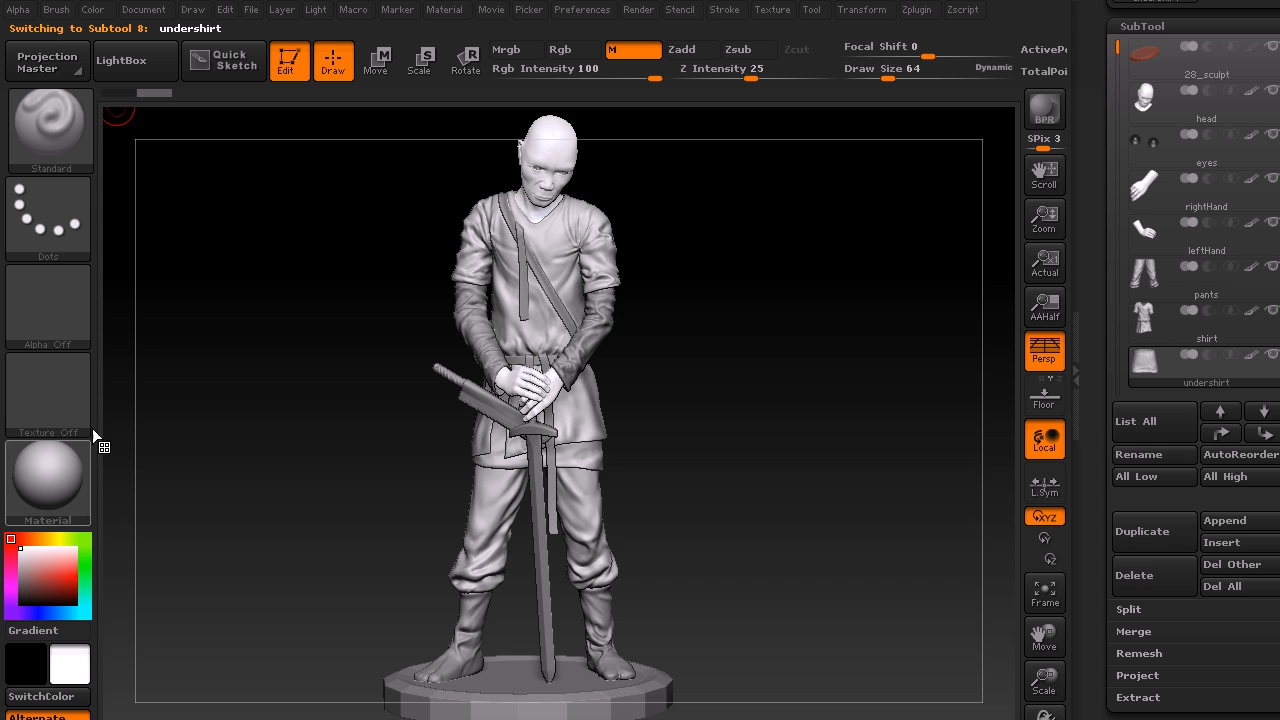 Alpha Brush Color Document Draw Edit File Layer Light Macro Marker Material Movie Picker Preferences Render Stencil Stroke Texture Tool Transform Zplugin Zscript
Switching to Subtool 8: undershirt
Projection Master
LightBox
Quick Sketch
Edit
Draw
Move
Scale
Rotate
Mrgb Rgb M Zadd Zsub Zcut
Rgb Intensity 100 Z Intensity 25
Focal Shift 0
Draw Size 64 Dynamic
Standard
Dots
Alpha Off
Texture Off
Material
Gradient
SwitchColor
Alternate
BPR
SPix 3
Scroll
Zoom
Actual
AAHalf
Persp
Floor
Local
L.Sym
XYZ
Y
Z
Frame
Move
Scale
SubTool
28_sculpt
head
eyes
rightHand
leftHand
pants
shirt
undershirt
List All
Rename AutoReorder
All Low All High
Duplicate
Append
Insert
Delete
Del Other
Del All
Split
Merge
Remesh
Project
Extract